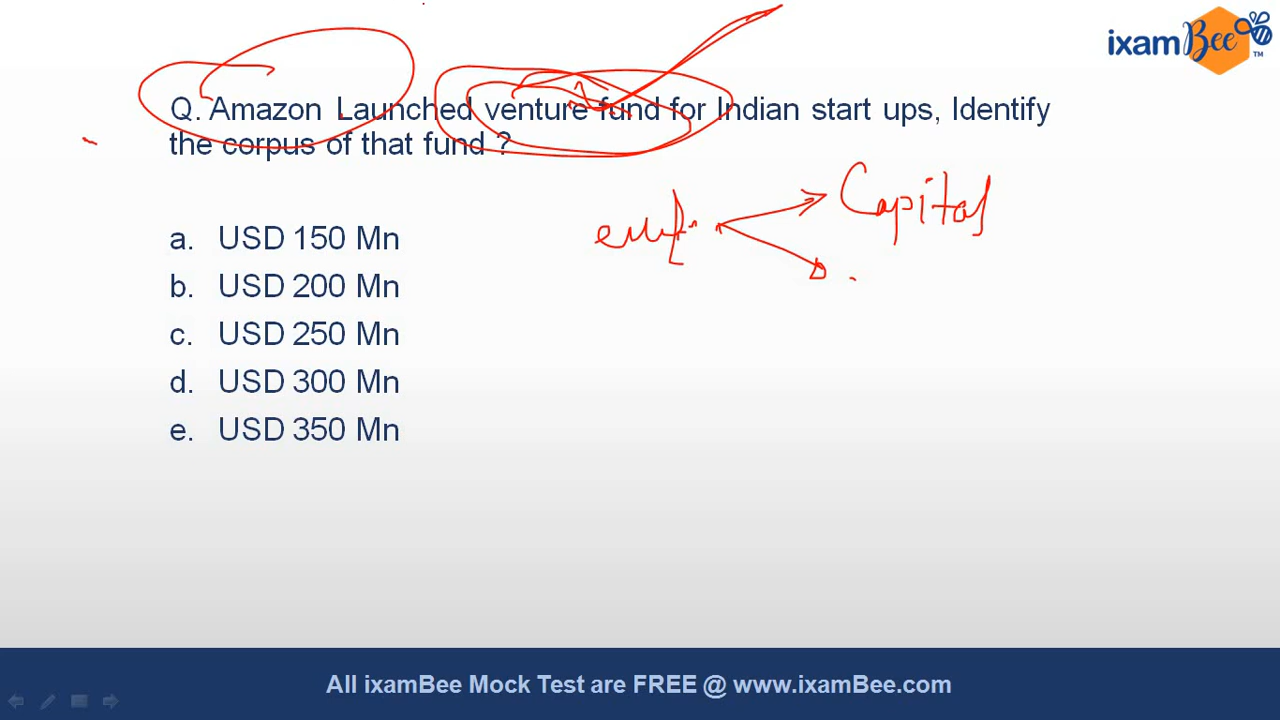 ixamBee™
Q. Amazon Launched venture fund for Indian start ups, Identify
the corpus of that fund ?
Capital
a. USD 150 Mn
b. USD 200 Mn
c. USD 250 Mn
d. USD 300 Mn
e. USD 350 Mn
All ixamBee Mock Test are FREE @ www.ixamBee.com